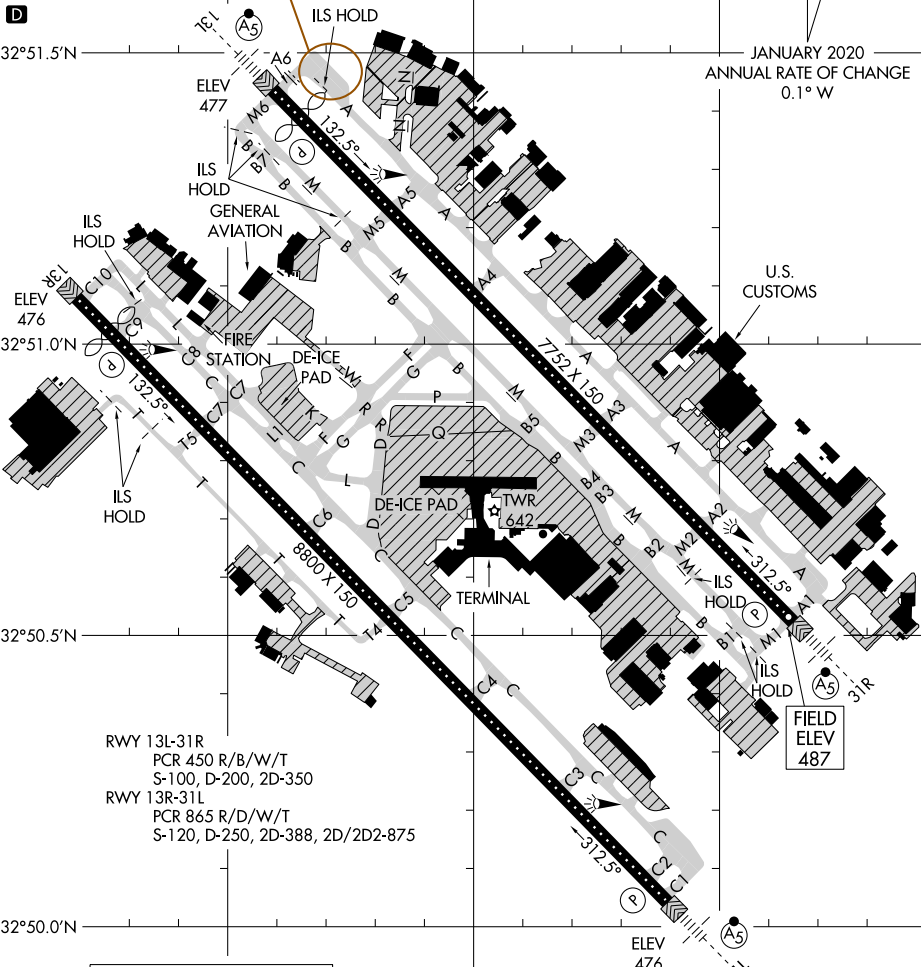 D
13L
A5
ILS HOLD
32°51.5'N
A6
JANUARY 2020
ANNUAL RATE OF CHANGE
0.1° W
ELEV
477
M6
A
N
N
132.5°
P
B
B7
B
M
ILS
HOLD
A5
A
GENERAL
AVIATION
M5
B
ILS
HOLD
M
B
A4
13R
C10
L
U.S.
CUSTOMS
ELEV
476
C9
L
FIRE
STATION
32°51.0'N
DE-ICE
PAD
W
F
G
B
7752 X 150
A
P
C8
C
132.5°
C7
C7
K
R
P
M
A3
T
L1
F
G
R
D
Q
B5
M3
A
T5
C
L
ILS
HOLD
T
DE-ICE PAD
TWR
642
B4
B3
M
A2
C6
D
C
B
B2
M2
A
8800 X 150
T
M
312.5°
TERMINAL
ILS
HOLD
P
A1
C5
T4
C
B
B1
M1
32°50.5'N
ILS
HOLD
A5
31R
C4
C
FIELD
ELEV
487
RWY 13L-31R
PCR 450 R/B/W/T
S-100, D-200, 2D-350
RWY 13R-31L
PCR 865 R/D/W/T
S-120, D-250, 2D-388, 2D/2D2-875
C3
C
312.5°
C
C2
C1
P
32°50.0'N
A5
ELEV
476